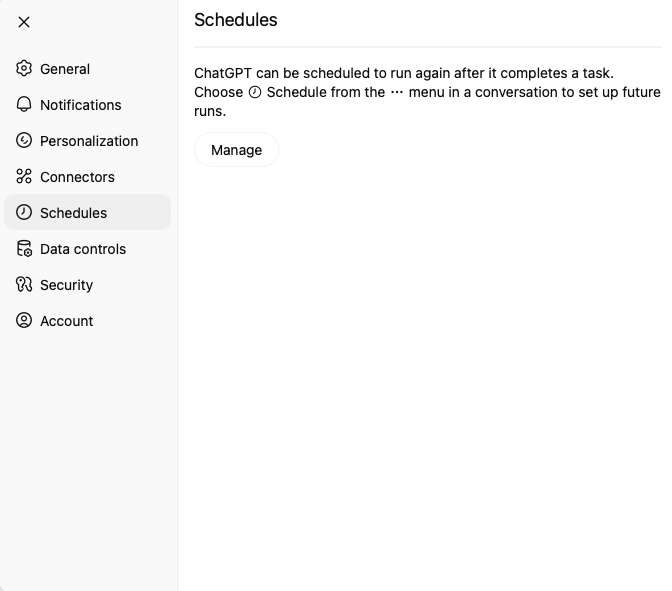 Schedules
General
Notifications
Personalization
Connectors
Schedules
Data controls
Security
Account
ChatGPT can be scheduled to run again after it completes a task.
Choose Schedule from the ··· menu in a conversation to set up future
runs.
Manage